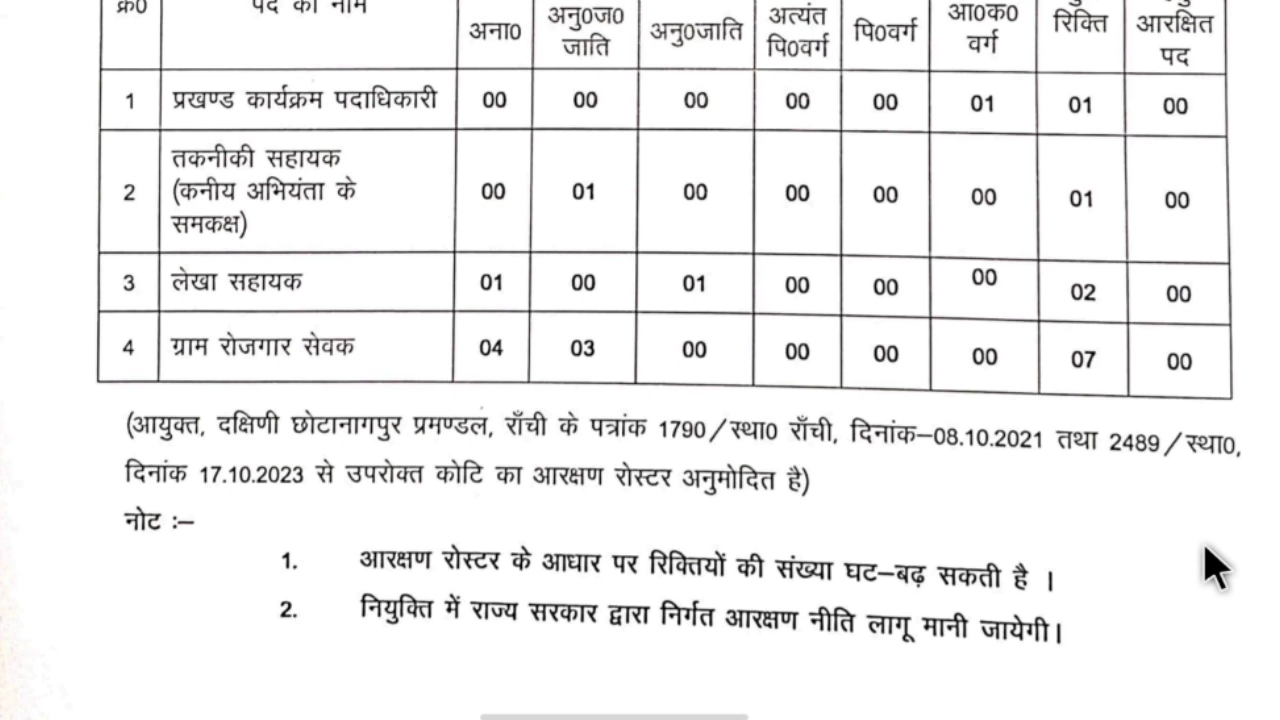 क्र0 पद का नाम अना0 अनु0ज0 जाति अनु0जाति अत्यंत पि0वर्ग पि0वर्ग आ0क0 वर्ग रिक्ति आरक्षित पद
1 प्रखण्ड कार्यक्रम पदाधिकारी 00 00 00 00 00 01 01 00
2 तकनीकी सहायक (कनीय अभियंता के समकक्ष) 00 01 00 00 00 00 01 00
3 लेखा सहायक 01 00 01 00 00 00 02 00
4 ग्राम रोजगार सेवक 04 03 00 00 00 00 07 00
(आयुक्त, दक्षिणी छोटानागपुर प्रमण्डल, राँची के पत्रांक 1790/स्था0 राँची, दिनांक–08.10.2021 तथा 2489/स्था0,
दिनांक 17.10.2023 से उपरोक्त कोटि का आरक्षण रोस्टर अनुमोदित है)
नोट :–
1. आरक्षण रोस्टर के आधार पर रिक्तियों की संख्या घट–बढ़ सकती है ।
2. नियुक्ति में राज्य सरकार द्वारा निर्गत आरक्षण नीति लागू मानी जायेगी।